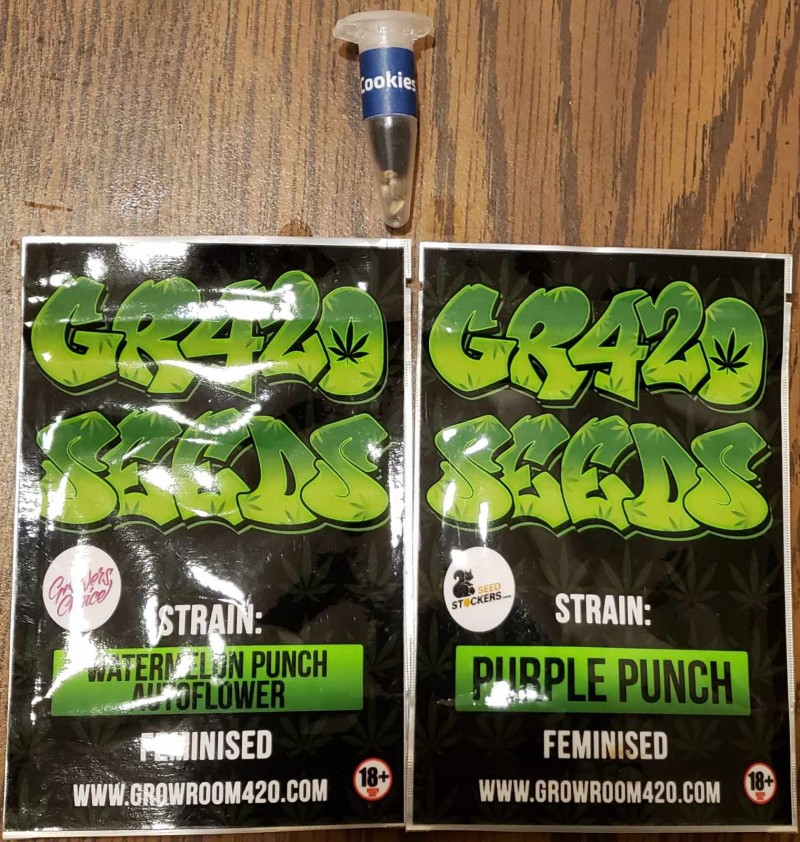 Cookies
GR420
SEEDS
Growers
Choice
STRAIN:
WATERMELON PUNCH
AUTOFLOWER
FEMINISED
WWW.GROWROOM420.COM
18+
GR420
SEEDS
SEED
STOCKERS.com
STRAIN:
PURPLE PUNCH
FEMINISED
WWW.GROWROOM420.COM
18+